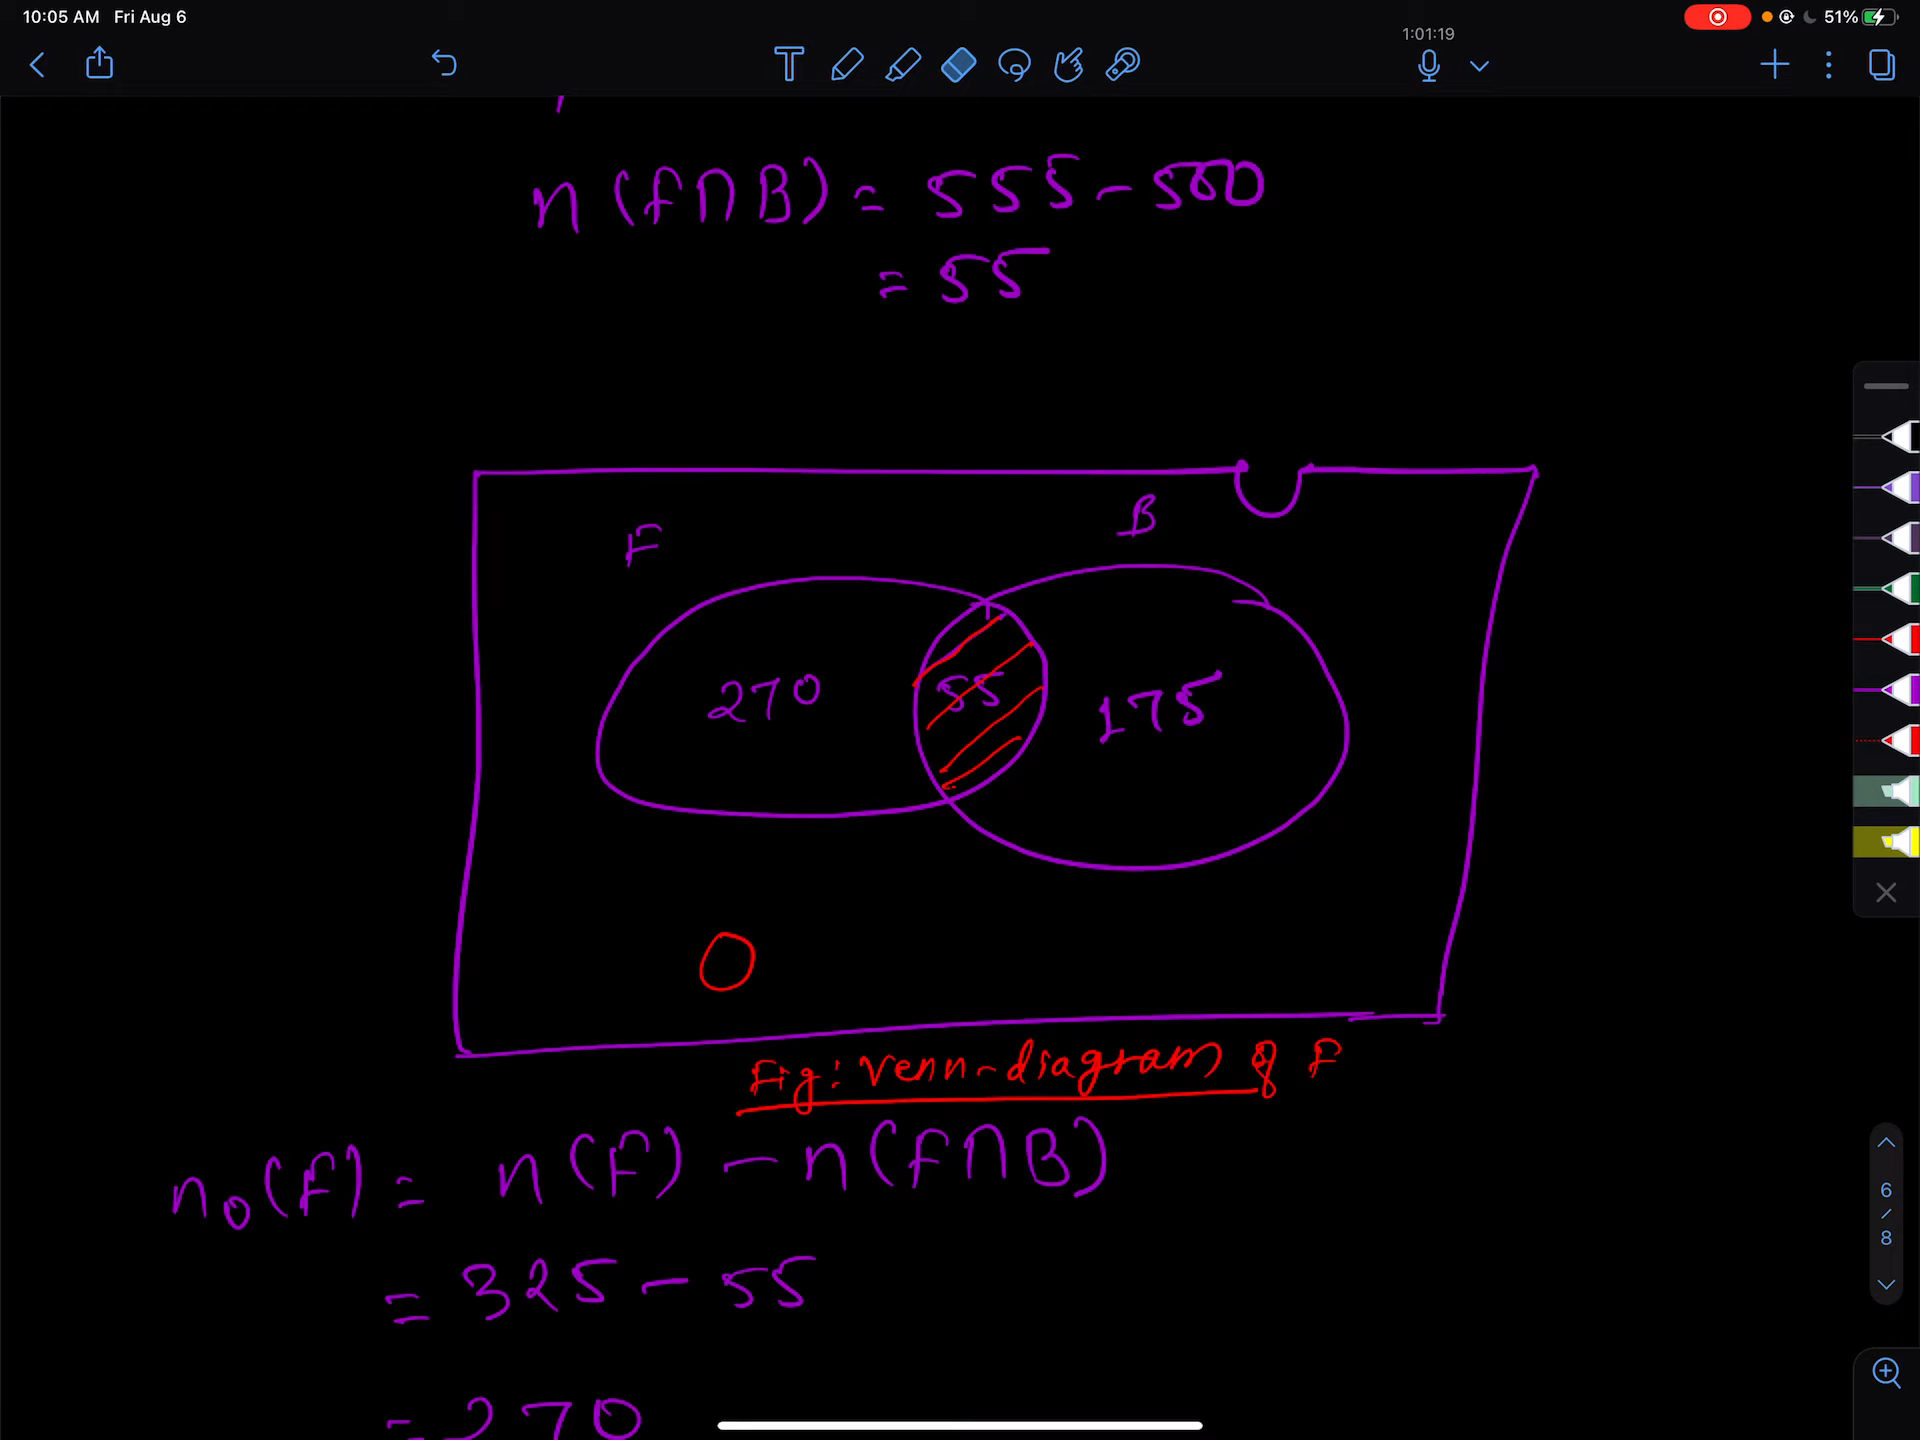 10:05 AM Fri Aug 6
51%
1:01:19
T
n(F∩B) = 555 - 500
= 55
F
B
270
55
175
O
Fig: Venn-diagram of F
n₀(F) = n(F) - n(F∩B)
= 325 - 55
= 270
6
/
8